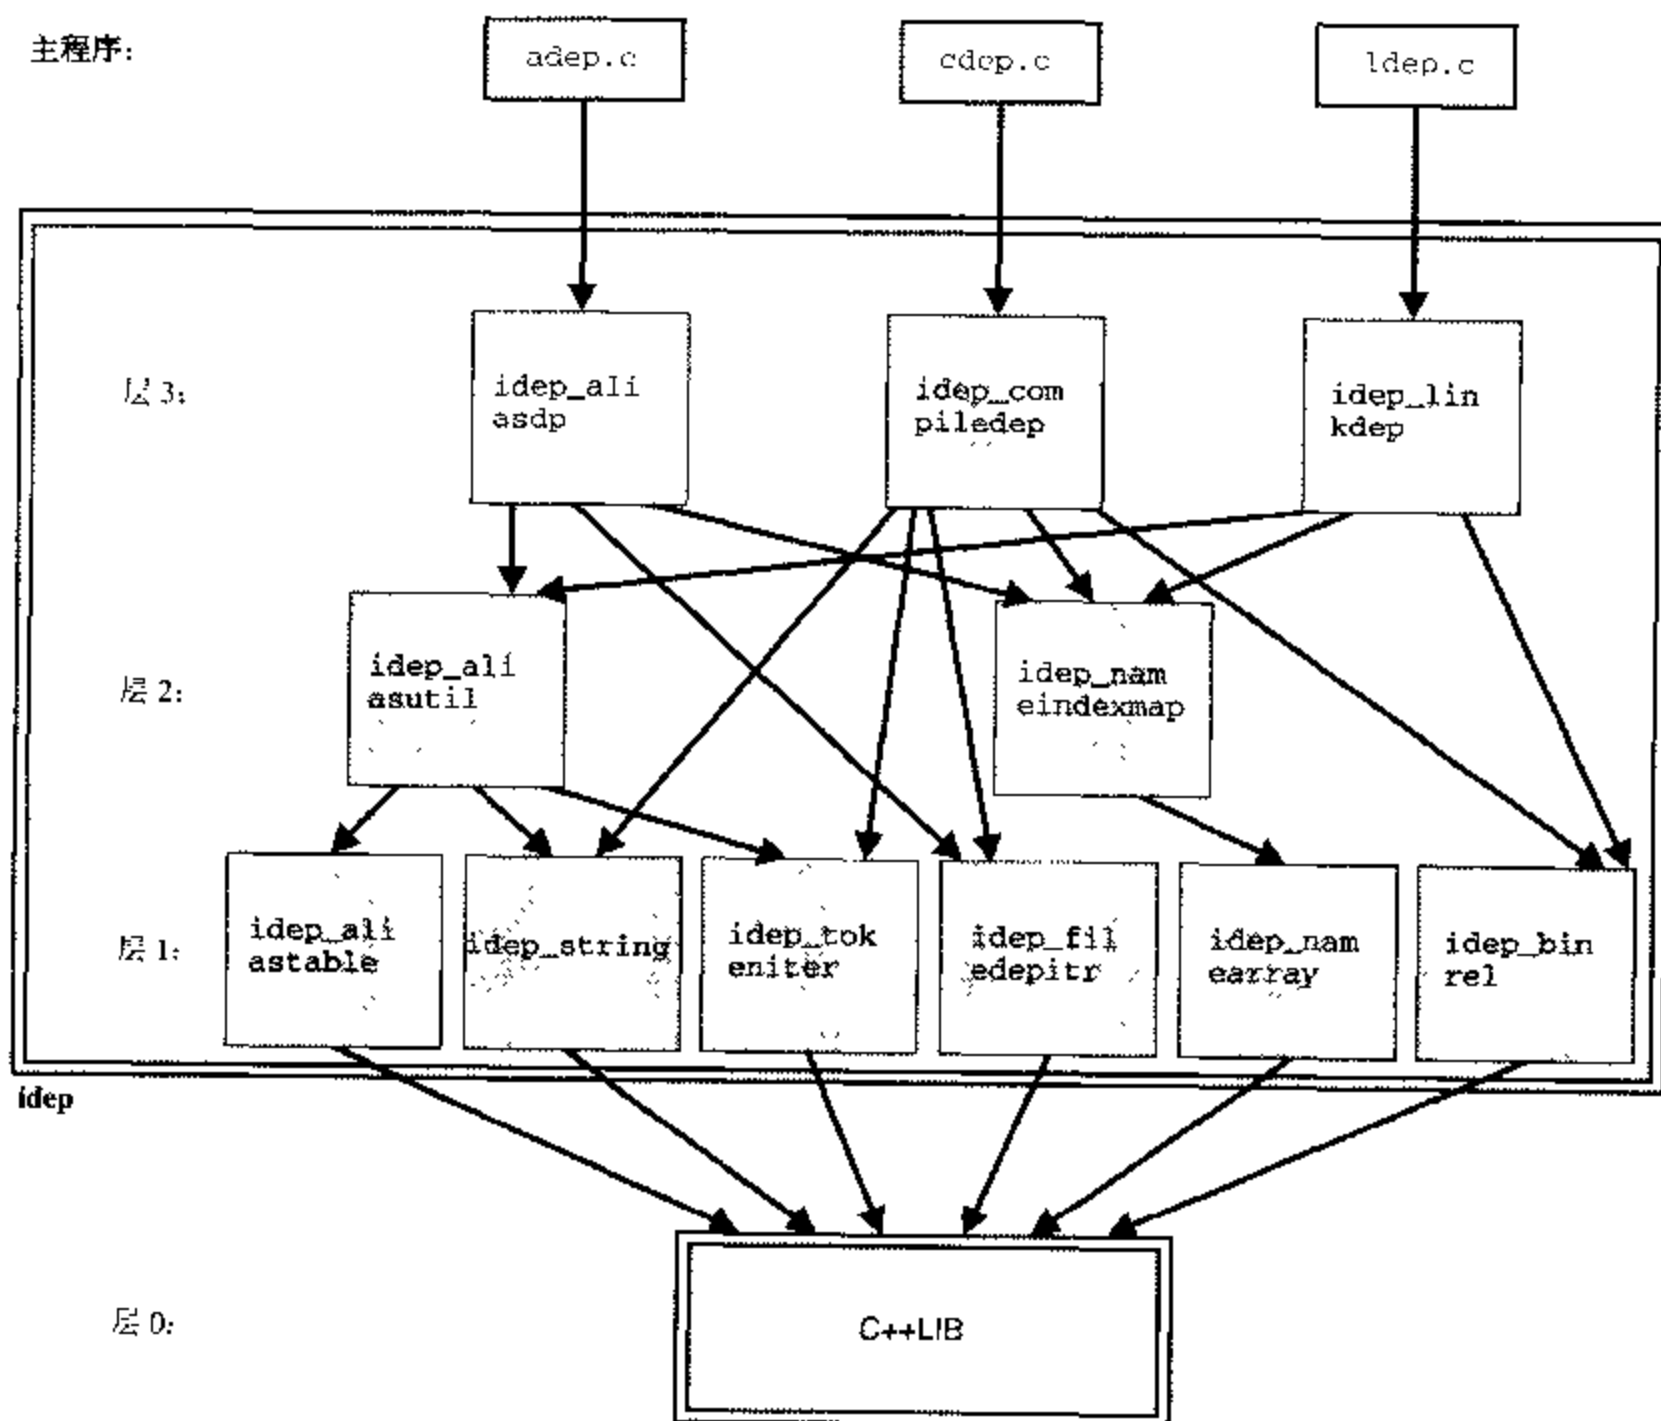 主程序:
adep.c
cdep.c
ldep.c
层 3:
idep_ali
asdp
idep_com
piledep
idep_lin
kdep
层 2:
idep_ali
asutil
idep_nam
eindexmap
层 1:
idep_ali
astable
idep_string
idep_tok
eniter
idep_fil
edepitr
idep_nam
earray
idep_bin
rel
idep
层 0:
C++LIB